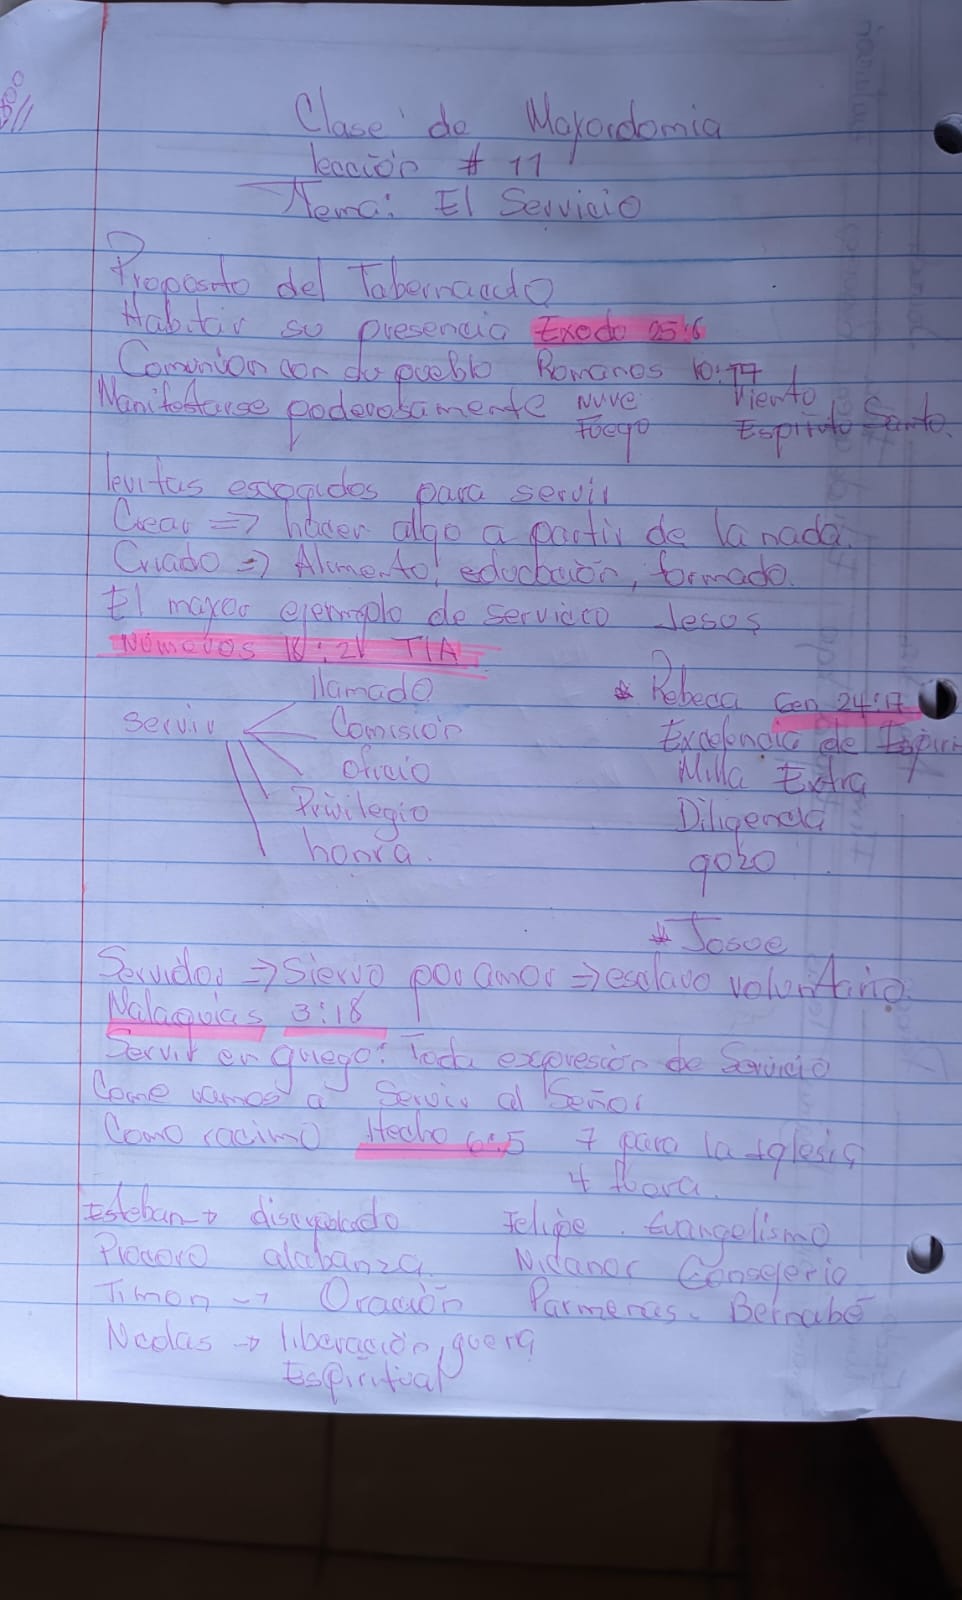 Clase de Mayordomia
lección # 11
Tema: El Servicio
Proposito del Tabernaculo
Habitar su presencia Exodo 25:8
Comunion con su pueblo Romanos 10:17
Manifestarse poderosamente Nuve Viento
Fuego Espiritu Santo.
levitas escogidos para servir
Crear => hacer algo a partir de la nada.
Criado => Alimento, educación, formado.
El mayor ejemplo de servicio Jesus
Números 18:21 TLA
llamado * Rebeca Gen 24:17
Servir Comision Excelencia de Espiri
oficio Milla Extra
Privilegio Diligencia
honra. gozo
* Josue
Servidor => Siervo por amor => esclavo voluntario.
Malaquias 3:18
Servir en griego: Toda expresión de Servicio
Come vamos a Servir al Señor
Como racimo Hecho 6:5 7 para la Iglesia
4 fuera.
Esteban -> discipulado Felipe. Evangelismo
Procoro alabanza Nicanor Consejerio
Timon -> Oración Parmenas. Bernabé
Nicolas -> liberación, guerra
Espiritual